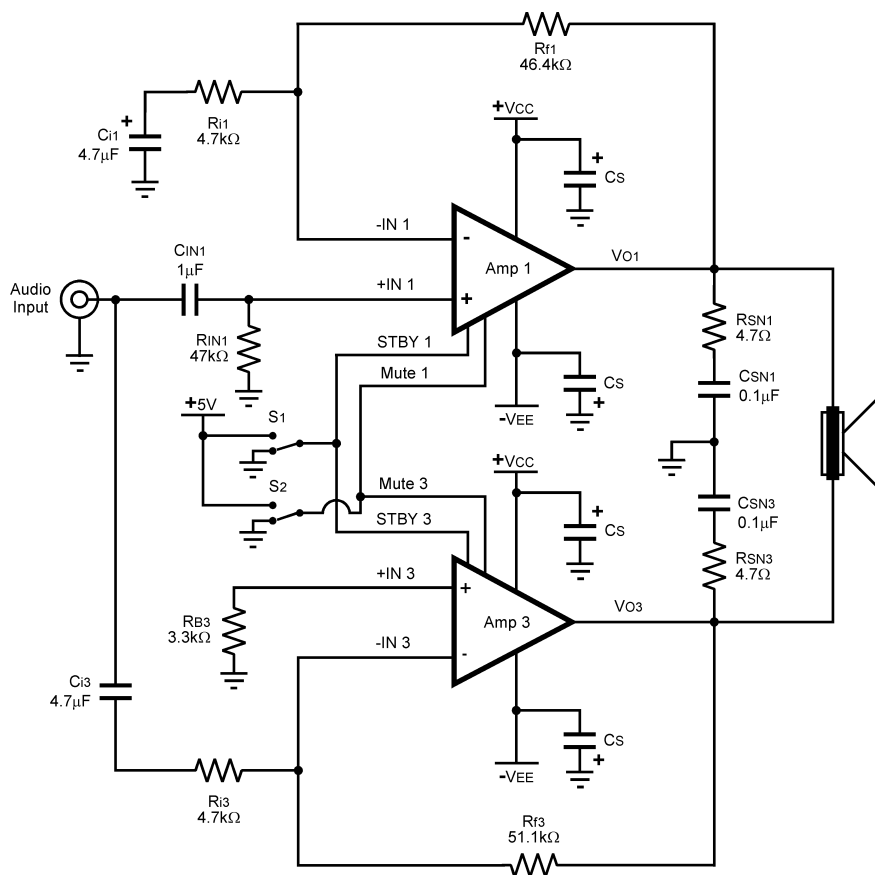 Rf1
46.4kΩ
+VCC
Ri1
4.7kΩ
+
Ci1
4.7µF
+
CS
-IN 1
-
Amp 1
VO1
CIN1
1µF
Audio
Input
+IN 1
+
RIN1
47kΩ
STBY 1
Mute 1
RSN1
4.7Ω
CS
+
CSN1
0.1µF
-VEE
+5V
S1
S2
+VCC
Mute 3
STBY 3
+
CS
CSN3
0.1µF
RSN3
4.7Ω
+IN 3
+
RB3
3.3kΩ
Amp 3
VO3
-IN 3
-
Ci3
4.7µF
CS
+
-VEE
Ri3
4.7kΩ
Rf3
51.1kΩ